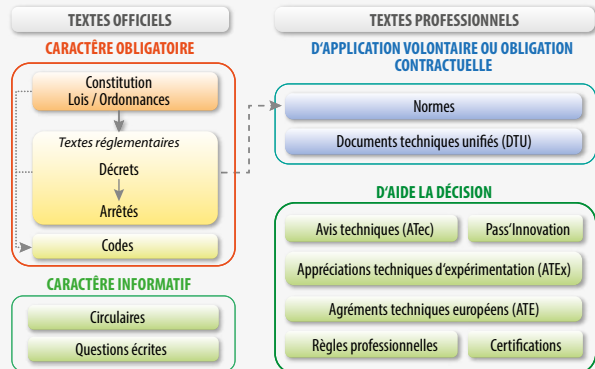 TEXTES OFFICIELS
CARACTÈRE OBLIGATOIRE
Constitution
Lois / Ordonnances
Textes réglementaires
Décrets
Arrêtés
Codes
CARACTÈRE INFORMATIF
Circulaires
Questions écrites
TEXTES PROFESSIONNELS
D'APPLICATION VOLONTAIRE OU OBLIGATION
CONTRACTUELLE
Normes
Documents techniques unifiés (DTU)
D'AIDE LA DÉCISION
Avis techniques (ATec)
Pass'Innovation
Appréciations techniques d'expérimentation (ATEx)
Agréments techniques européens (ATE)
Règles professionnelles
Certifications